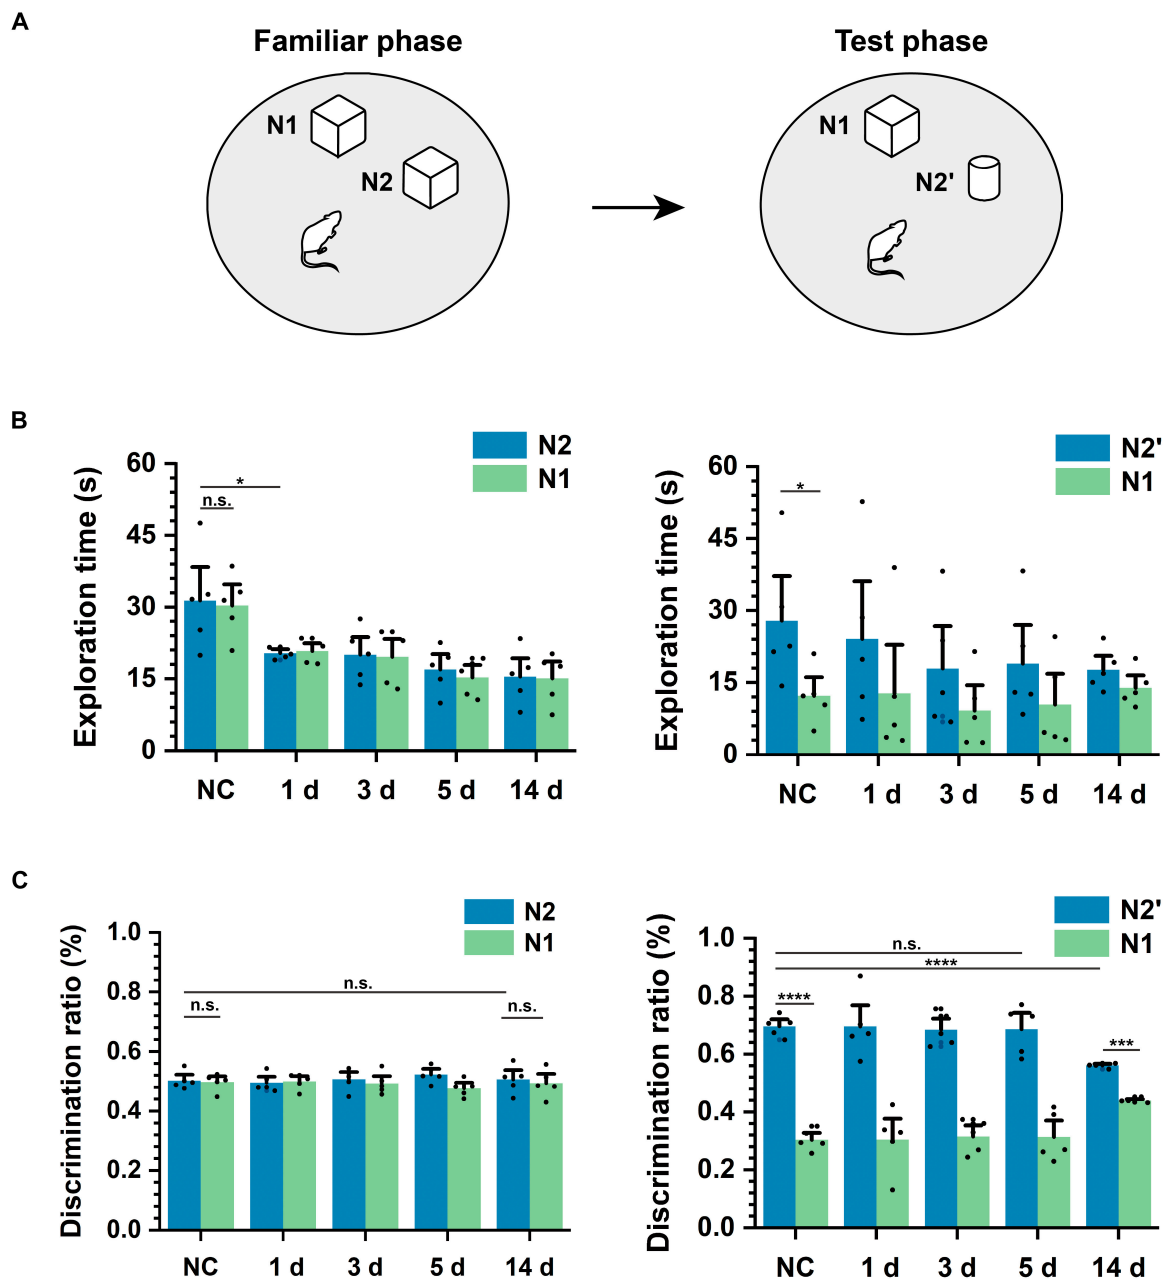 A
Familiar phase
Test phase
N1
N2
N1
N2'
B
Exploration time (s)
60
45
30
15
0
*
n.s.
N2
N1
NC
1 d
3 d
5 d
14 d
Exploration time (s)
60
45
30
15
0
*
N2'
N1
NC
1 d
3 d
5 d
14 d
C
Discrimination ratio (%)
1.0
0.8
0.6
0.4
0.2
0.0
n.s.
n.s.
n.s.
N2
N1
NC
1 d
3 d
5 d
14 d
Discrimination ratio (%)
1.0
0.8
0.6
0.4
0.2
0.0
n.s.
****
****
***
N2'
N1
NC
1 d
3 d
5 d
14 d